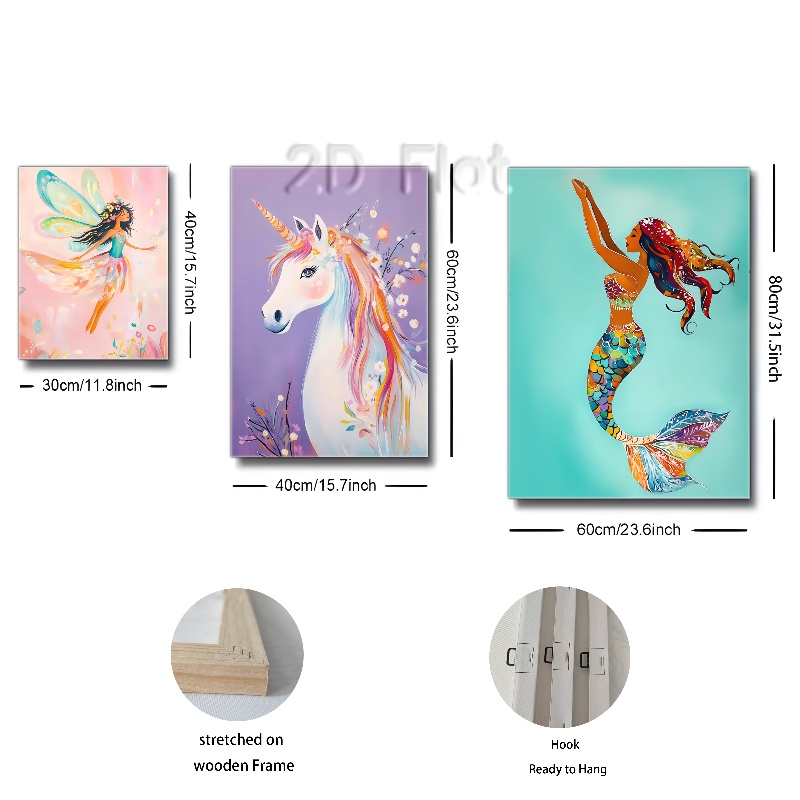 2D Flat
40cm/15.7inch
30cm/11.8inch
60cm/23.6inch
40cm/15.7inch
80cm/31.5inch
60cm/23.6inch
stretched on
wooden Frame
Hook
Ready to Hang